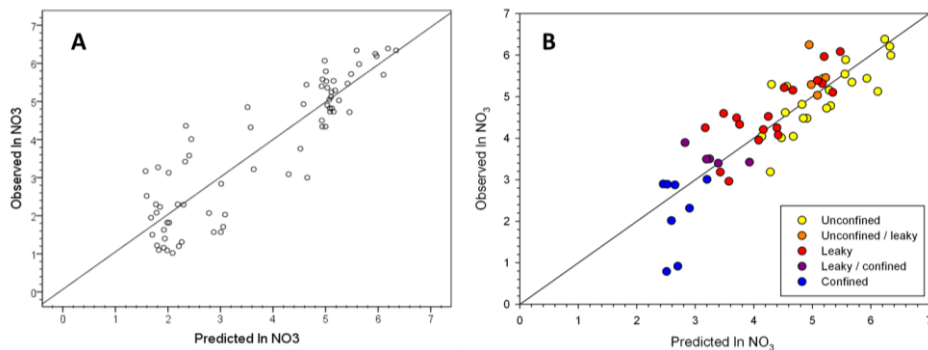 A
Observed ln NO3
7
6
5
4
3
2
1
0
0 1 2 3 4 5 6 7
Predicted ln NO3
B
Observed ln NO₃
7
6
5
4
3
2
1
0
0 1 2 3 4 5 6 7
Predicted ln NO₃
Unconfined
Unconfined / leaky
Leaky
Leaky / confined
Confined